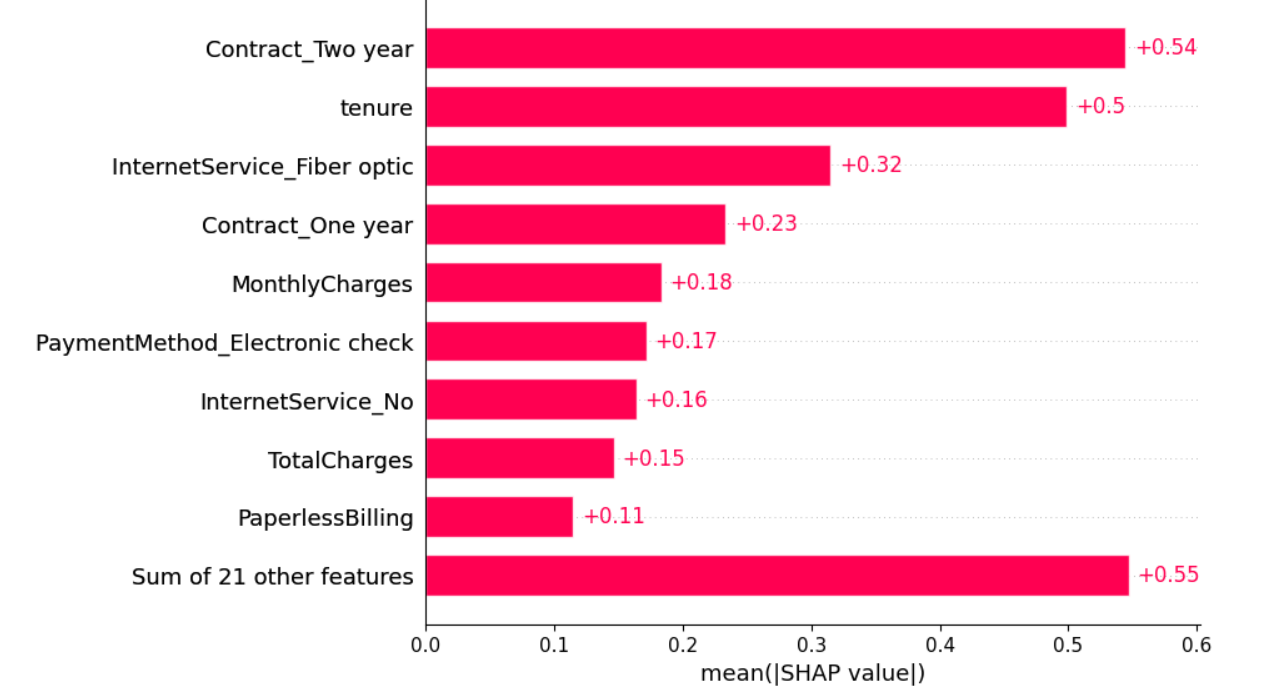 Contract_Two year +0.54
tenure +0.5
InternetService_Fiber optic +0.32
Contract_One year +0.23
MonthlyCharges +0.18
PaymentMethod_Electronic check +0.17
InternetService_No +0.16
TotalCharges +0.15
PaperlessBilling +0.11
Sum of 21 other features +0.55
0.0 0.1 0.2 0.3 0.4 0.5 0.6
mean(|SHAP value|)